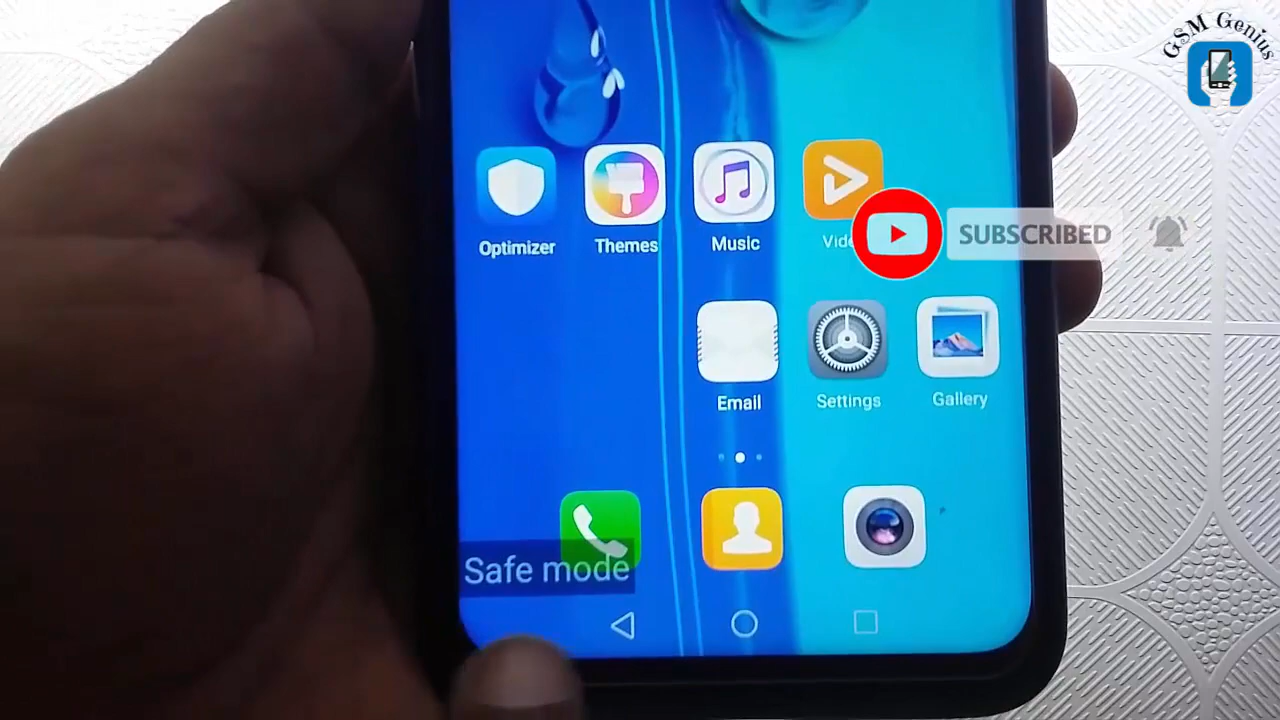 GSM Genius
Optimizer
Themes
Music
SUBSCRIBED
Email
Settings
Gallery
Safe mode